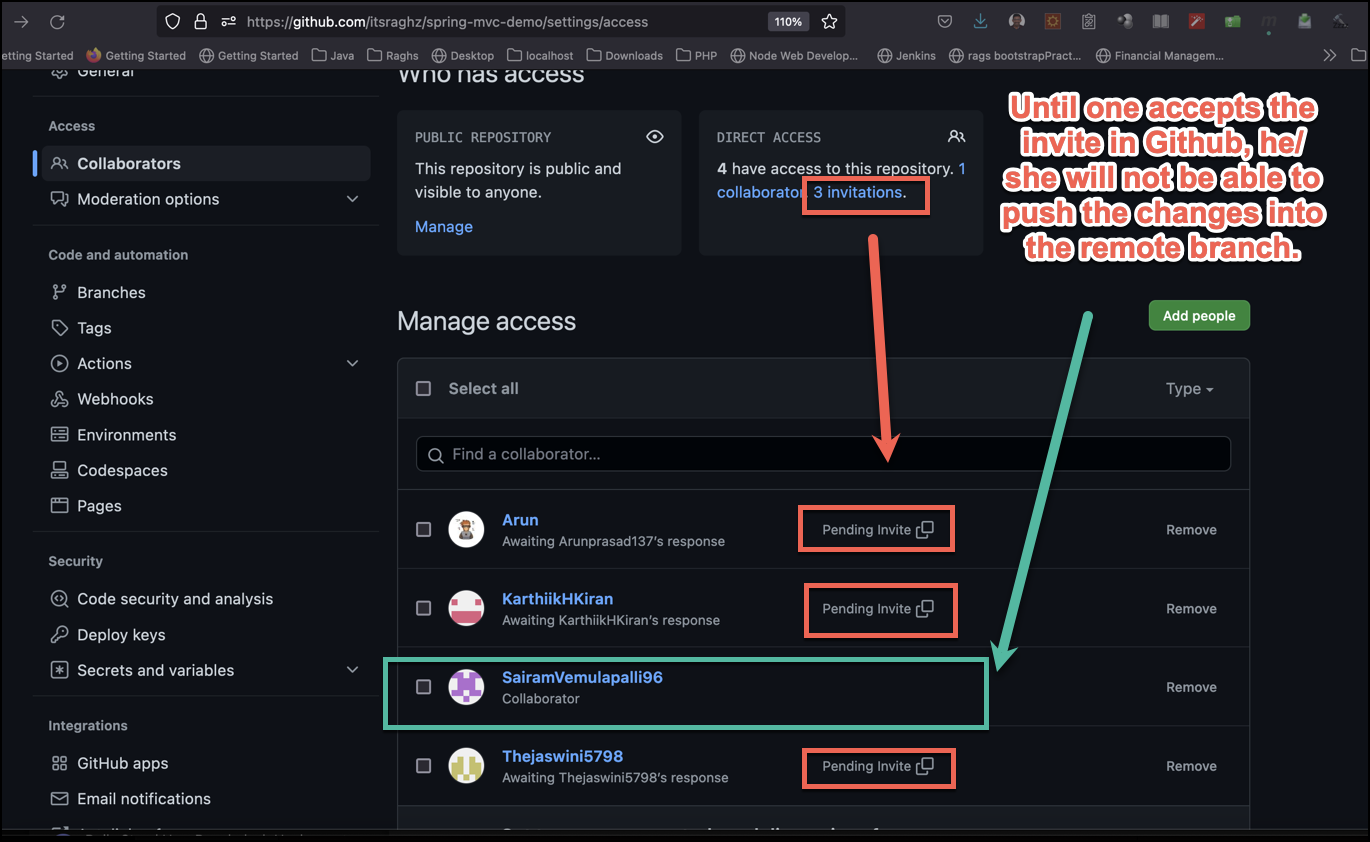 https://github.com/itsraghz/spring-mvc-demo/settings/access
110%
etting Started
Getting Started
Getting Started
Java
Raghs
Desktop
localhost
Downloads
PHP
Node Web Develop...
Jenkins
rags bootstrapPract...
Financial Managem...
General
Access
Collaborators
Moderation options
Code and automation
Branches
Tags
Actions
Webhooks
Environments
Codespaces
Pages
Security
Code security and analysis
Deploy keys
Secrets and variables
Integrations
GitHub apps
Email notifications
Who has access
PUBLIC REPOSITORY
This repository is public and
visible to anyone.
Manage
DIRECT ACCESS
4 have access to this repository. 1
collaborator. 3 invitations.
Until one accepts the
invite in Github, he/
she will not be able to
push the changes into
the remote branch.
Manage access
Add people
Select all
Type
Find a collaborator...
Arun
Awaiting Arunprasad137’s response
Pending Invite
Remove
KarthiikHKiran
Awaiting KarthiikHKiran’s response
Pending Invite
Remove
SairamVemulapalli96
Collaborator
Remove
Thejaswini5798
Awaiting Thejaswini5798’s response
Pending Invite
Remove